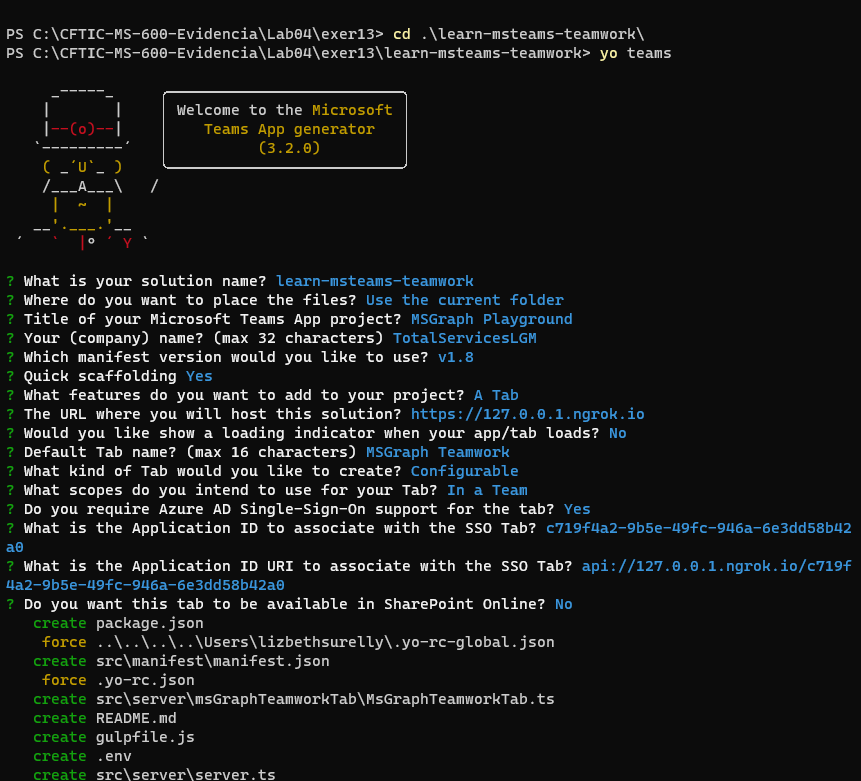 PS C:\CFTIC-MS-600-Evidencia\Lab04\exer13> cd .\learn-msteams-teamwork\
PS C:\CFTIC-MS-600-Evidencia\Lab04\exer13\learn-msteams-teamwork> yo teams
Welcome to the Microsoft
Teams App generator
(3.2.0)
? What is your solution name? learn-msteams-teamwork
? Where do you want to place the files? Use the current folder
? Title of your Microsoft Teams App project? MSGraph Playground
? Your (company) name? (max 32 characters) TotalServicesLGM
? Which manifest version would you like to use? v1.8
? Quick scaffolding Yes
? What features do you want to add to your project? A Tab
? The URL where you will host this solution? https://127.0.0.1.ngrok.io
? Would you like show a loading indicator when your app/tab loads? No
? Default Tab name? (max 16 characters) MSGraph Teamwork
? What kind of Tab would you like to create? Configurable
? What scopes do you intend to use for your Tab? In a Team
? Do you require Azure AD Single-Sign-On support for the tab? Yes
? What is the Application ID to associate with the SSO Tab? c719f4a2-9b5e-49fc-946a-6e3dd58b42
a0
? What is the Application ID URI to associate with the SSO Tab? api://127.0.0.1.ngrok.io/c719f
4a2-9b5e-49fc-946a-6e3dd58b42a0
? Do you want this tab to be available in SharePoint Online? No
create package.json
force ..\..\..\..\Users\lizbethsurelly\.yo-rc-global.json
create src\manifest\manifest.json
force .yo-rc.json
create src\server\msGraphTeamworkTab\MsGraphTeamworkTab.ts
create README.md
create gulpfile.js
create .env
create src\server\server.ts